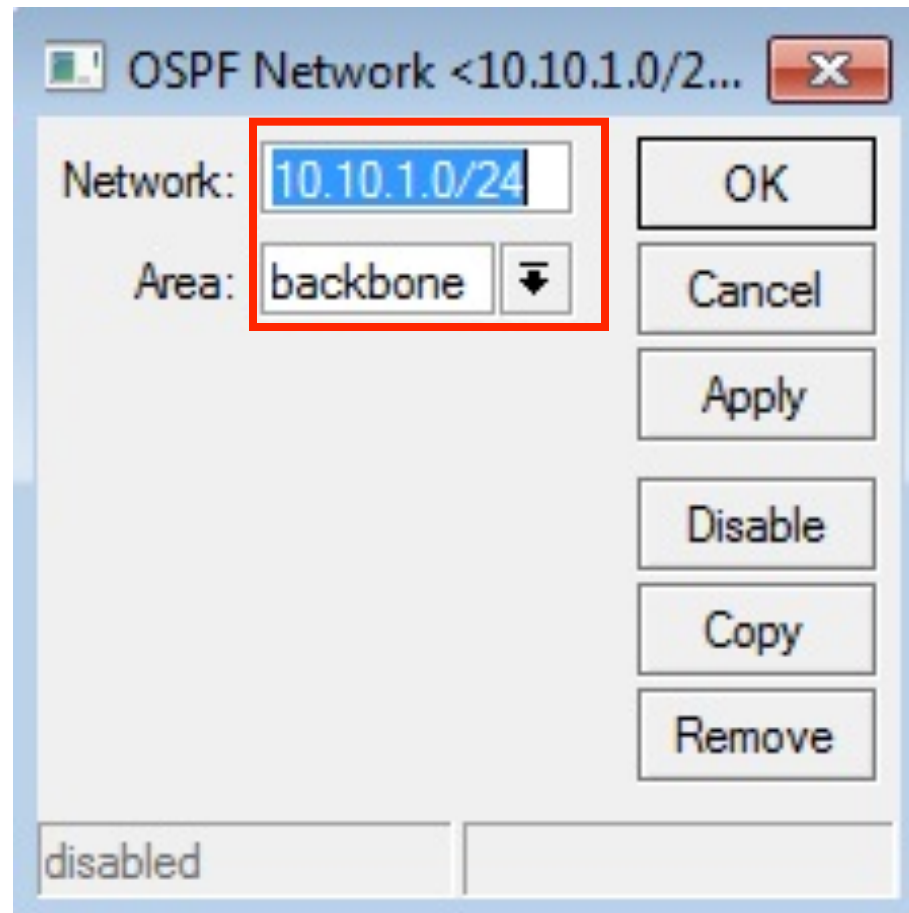 OSPF Network <10.10.1.0/2...
Network: 10.10.1.0/24
Area: backbone
OK
Cancel
Apply
Disable
Copy
Remove
disabled